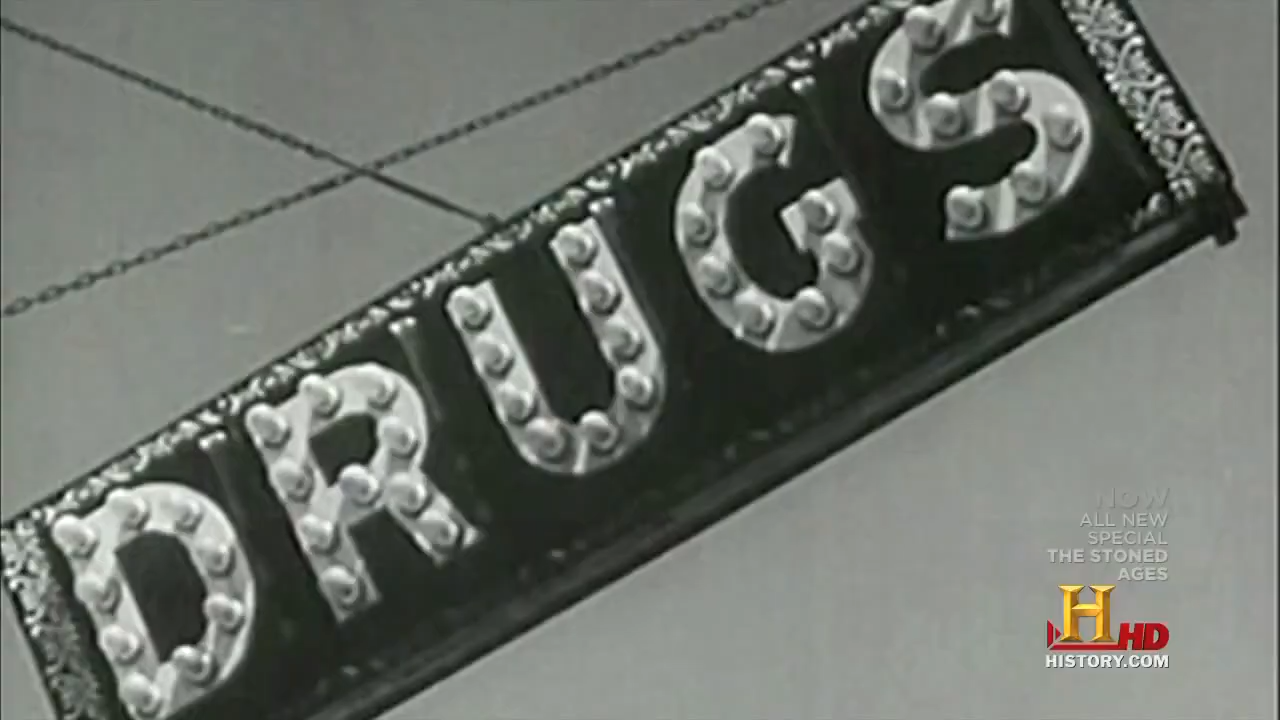 DRUGS
NOW
ALL NEW
SPECIAL
THE STONED
AGES
H HD
HISTORY.COM